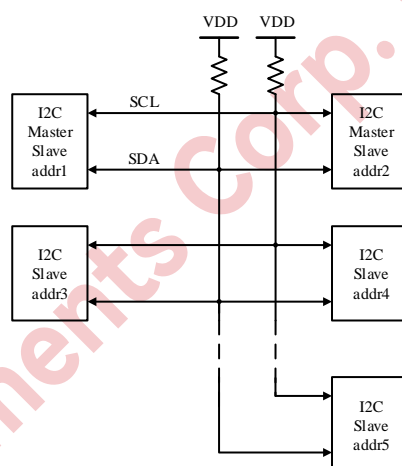 VDD VDD
SCL
SDA
I2C
Master
Slave
addr1
I2C
Master
Slave
addr2
I2C
Slave
addr3
I2C
Slave
addr4
I2C
Slave
addr5
ments Corp.